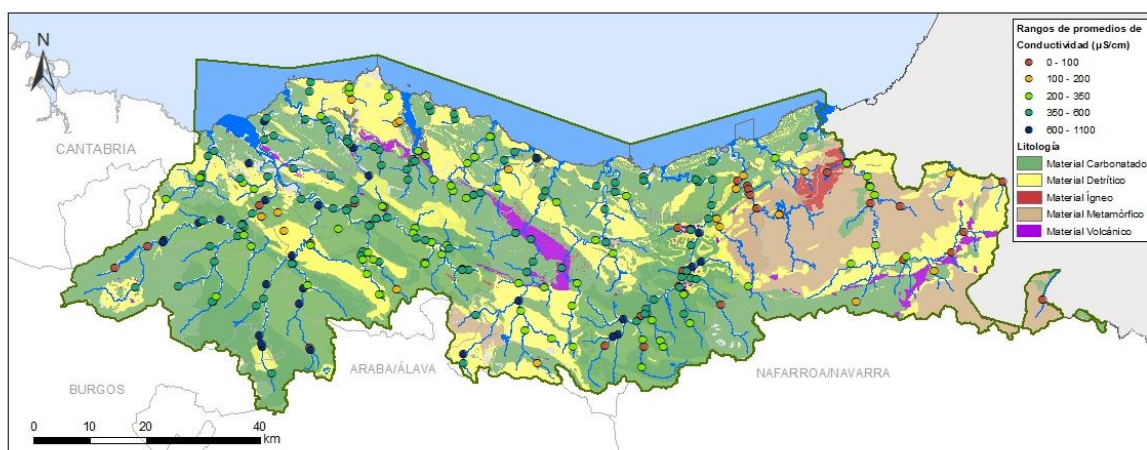 N
CANTABRIA
BURGOS
ARABA/ÁLAVA
NAFARROA/NAVARRA
0 10 20 40
km
Rangos de promedios de
Conductividad (µS/cm)
0 - 100
100 - 200
200 - 350
350 - 600
600 - 1100
Litología
Material Carbonatado
Material Detrítico
Material Ígneo
Material Metamórfico
Material Volcánico